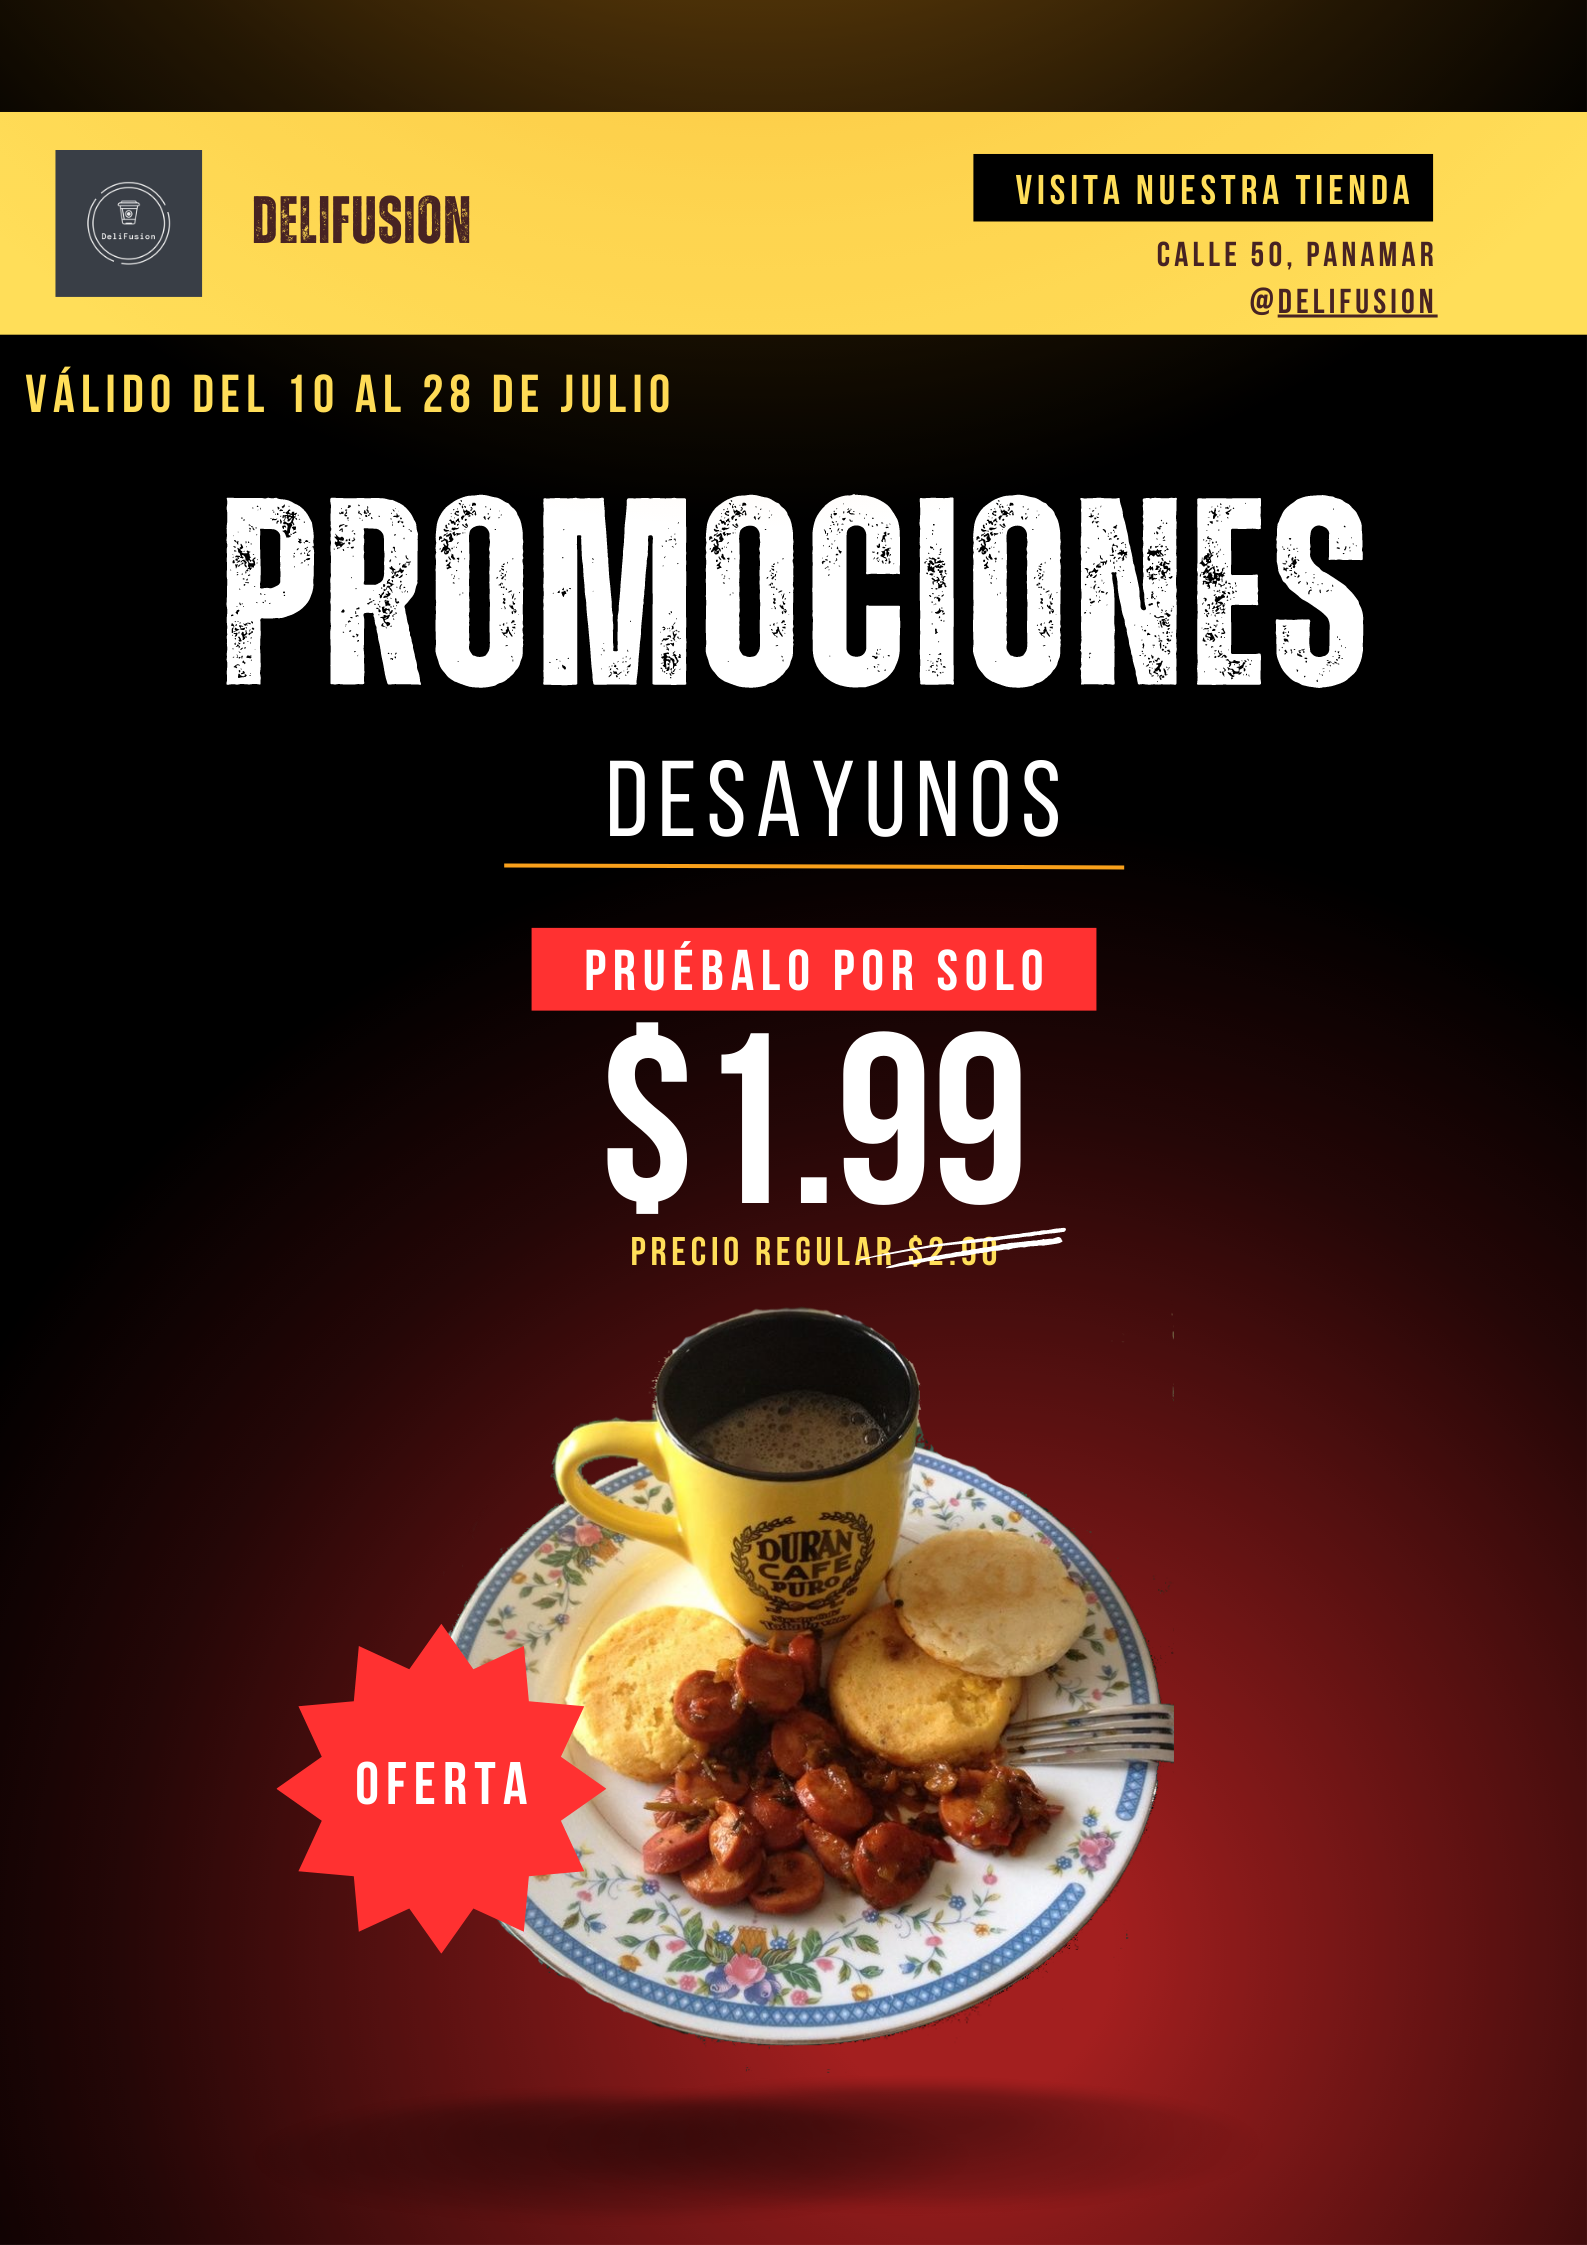 DeliFusion
DELIFUSION
VISITA NUESTRA TIENDA
CALLE 50, PANAMAR
@DELIFUSION
VÁLIDO DEL 10 AL 28 DE JULIO
PROMOCIONES
DESAYUNOS
PRUÉBALO POR SOLO
$1.99
PRECIO REGULAR $2.90
DURAN
CAFE
PURO
OFERTA